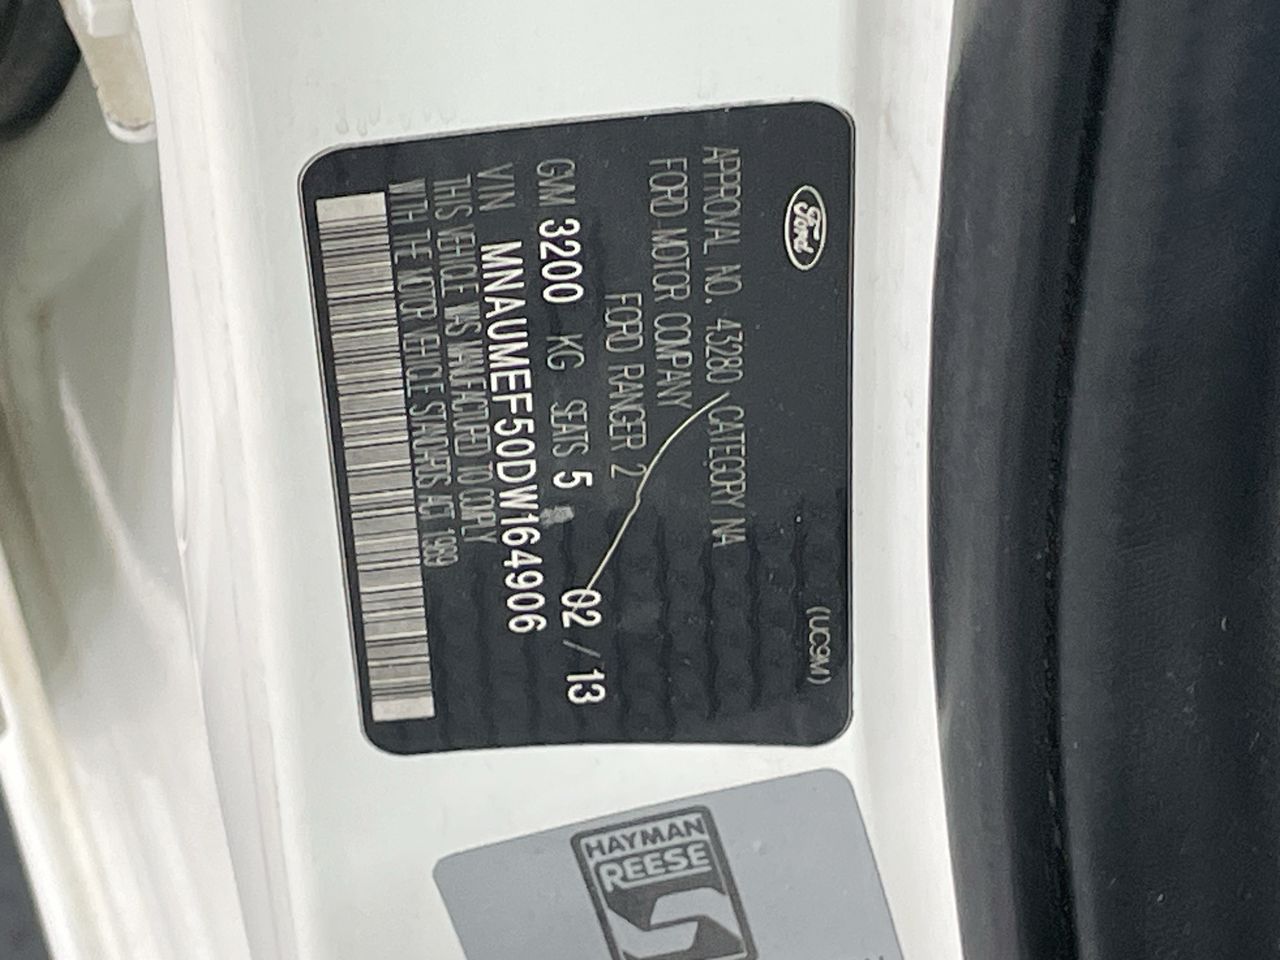 Ford
(UC9M)
APPROVAL NO. 43280 CATEGORY NA
FORD MOTOR COMPANY
FORD RANGER 2
02 / 13
GVM 3200 KG SEATS 5
VIN MNAUMEF50DW164906
THIS VEHICLE WAS MANUFACTURED TO COMPLY
WITH THE MOTOR VEHICLE STANDARDS ACT 1989
HAYMAN
REESE